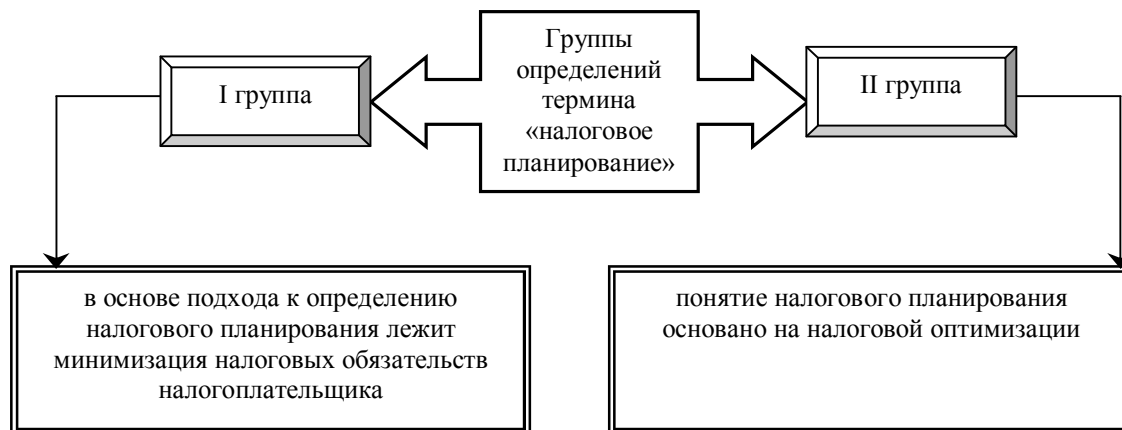 Группы
определений
термина
«налоговое
планирование»
I группа
II группа
в основе подхода к определению
налогового планирования лежит
минимизация налоговых обязательств
налогоплательщика
понятие налогового планирования
основано на налоговой оптимизации